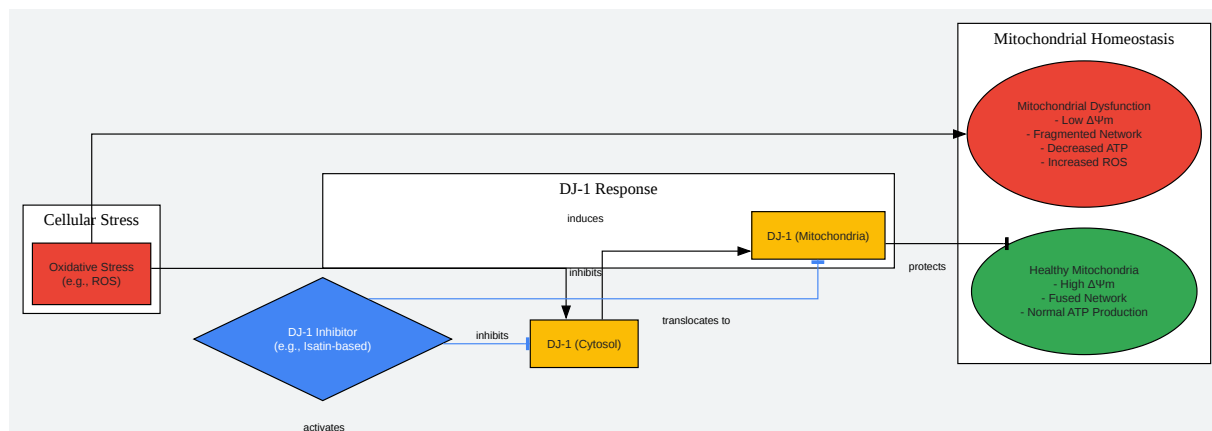 Mitochondrial Homeostasis
Mitochondrial Dysfunction
- Low ΔΨm
- Fragmented Network
- Decreased ATP
- Increased ROS
DJ-1 Response
induces
DJ-1 (Mitochondria)
Cellular Stress
Oxidative Stress
(e.g., ROS)
inhibits
protects
Healthy Mitochondria
- High ΔΨm
- Fused Network
- Normal ATP Production
translocates to
DJ-1 Inhibitor
(e.g., Isatin-based)
inhibits
DJ-1 (Cytosol)
activates